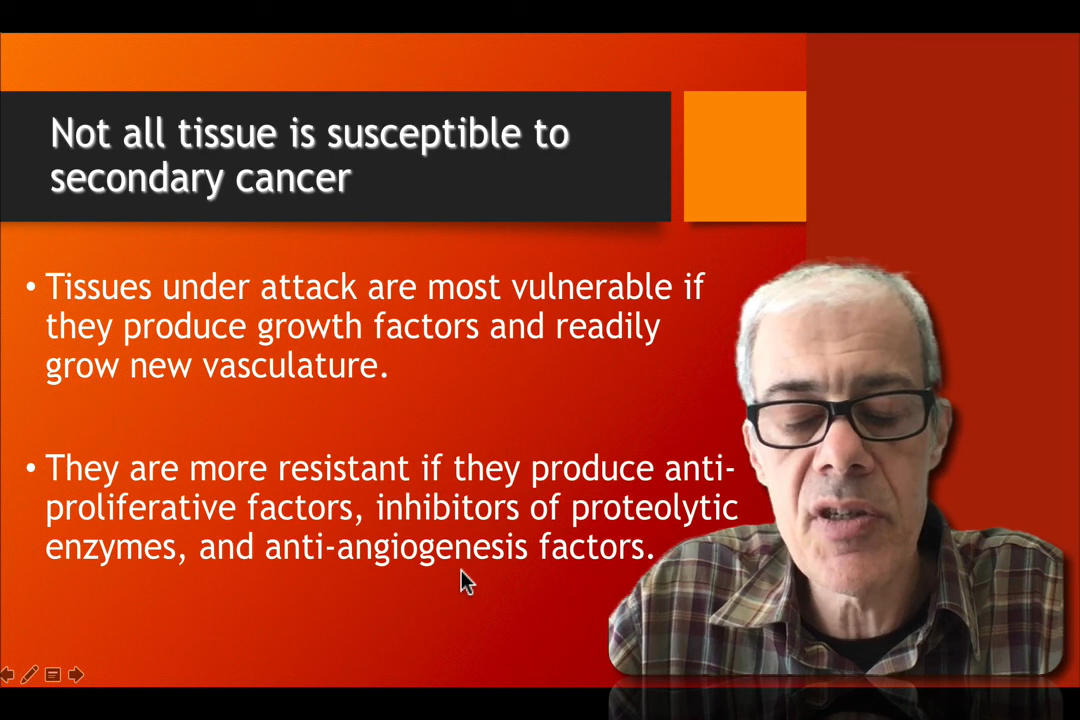 Not all tissue is susceptible to
secondary cancer
• Tissues under attack are most vulnerable if
they produce growth factors and readily
grow new vasculature.
• They are more resistant if they produce anti-
proliferative factors, inhibitors of proteolytic
enzymes, and anti-angiogenesis factors.